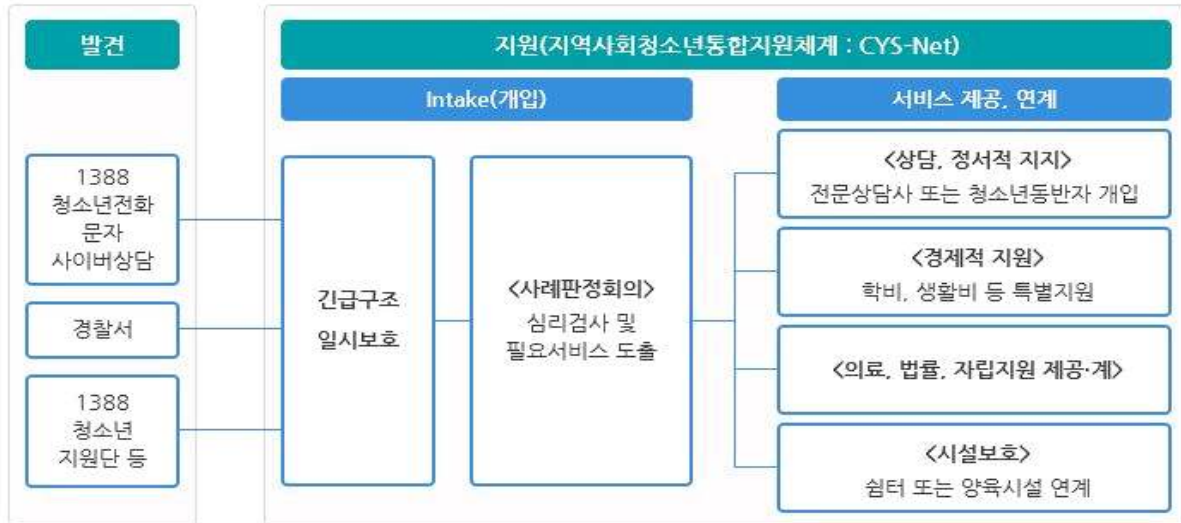 발견
지원(지역사회청소년통합지원체계 : CYS-Net)
Intake(개입)
서비스 제공, 연계
1388
청소년전화
문자
사이버상담
경찰서
1388
청소년
지원단 등
긴급구조
일시보호
<사례판정회의>
심리검사 및
필요서비스 도출
<상담, 정서적 지지>
전문상담사 또는 청소년동반자 개입
<경제적 지원>
학비, 생활비 등 특별지원
<의료, 법률, 자립지원 제공·계>
<시설보호>
쉼터 또는 양육시설 연계